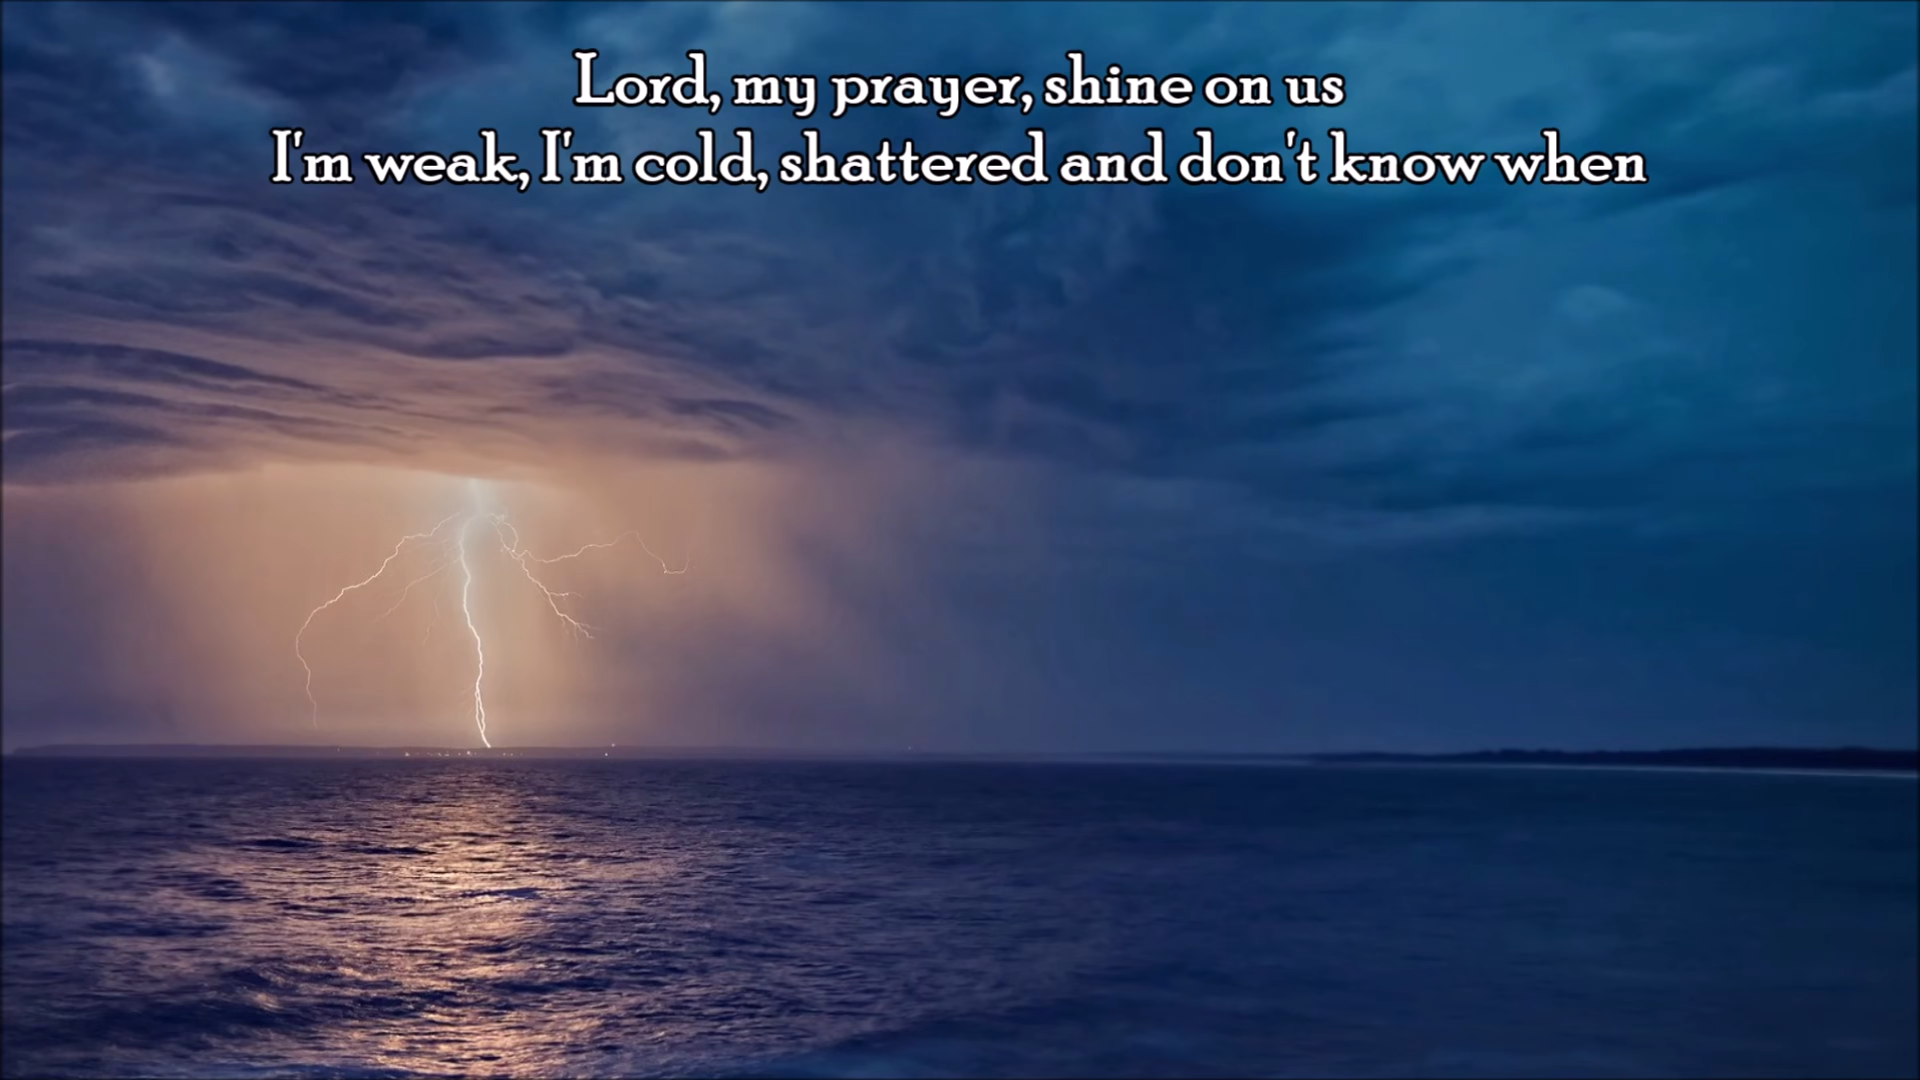 Lord, my prayer, shine on us
I'm weak, I'm cold, shattered and don't know when